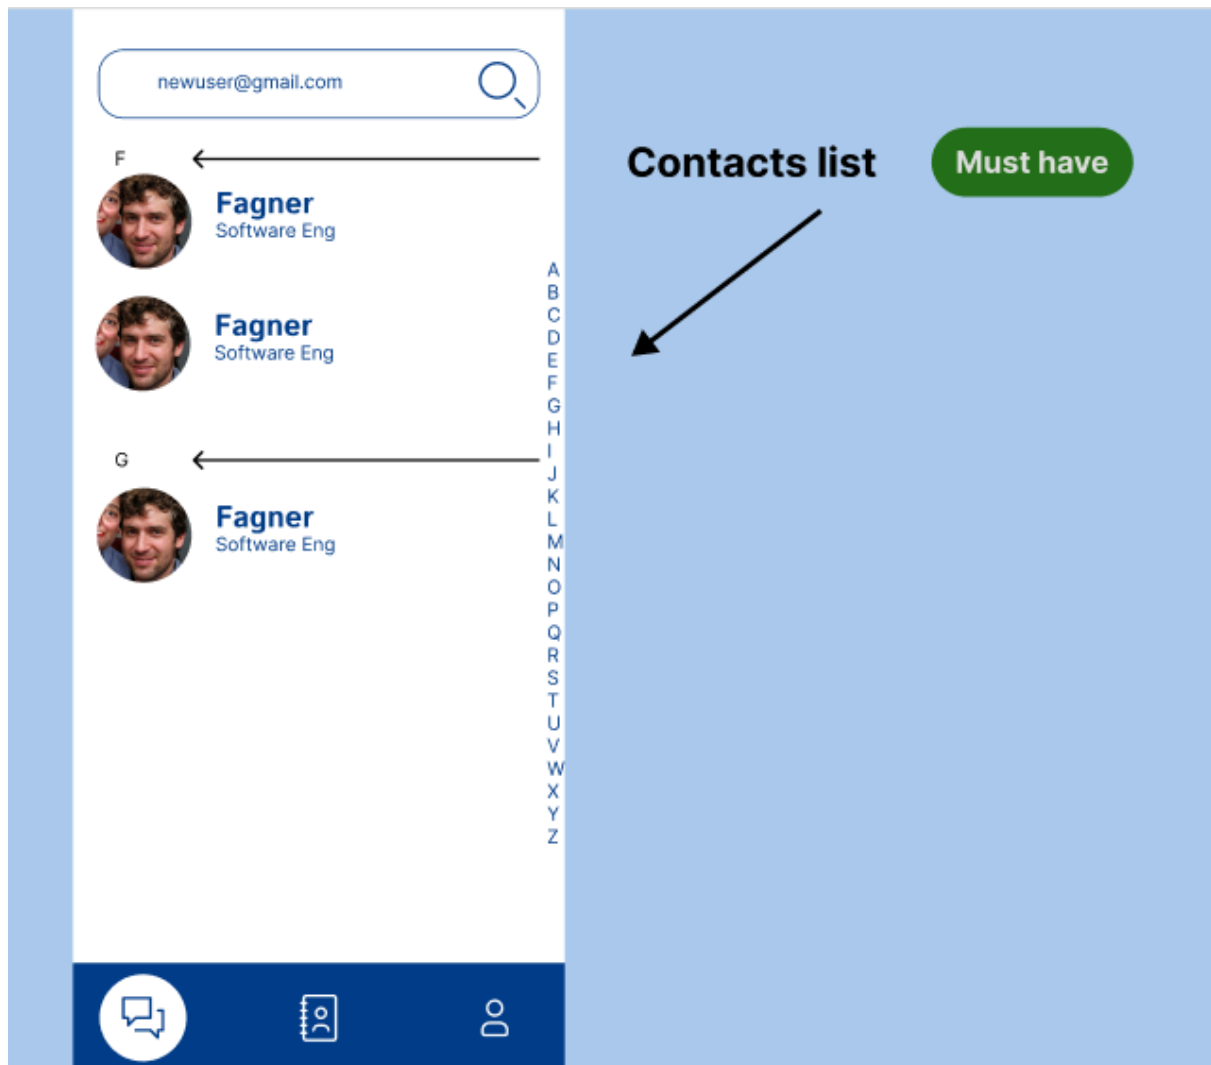 newuser@gmail.com
F
Fagner
Software Eng
Fagner
Software Eng
G
Fagner
Software Eng
A
B
C
D
E
F
G
H
I
J
K
L
M
N
O
P
Q
R
S
T
U
V
W
X
Y
Z
Contacts list
Must have